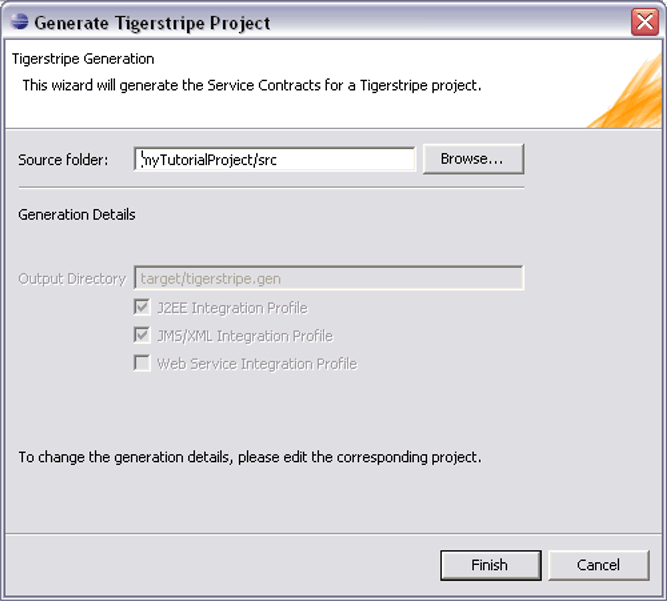 Generate Tigerstripe Project
Tigerstripe Generation
This wizard will generate the Service Contracts for a Tigerstripe project.
Source folder: myTutorialProject/src Browse...
Generation Details
Output Directory target/tigerstripe.gen
J2EE Integration Profile
JMS/XML Integration Profile
Web Service Integration Profile
To change the generation details, please edit the corresponding project.
Finish Cancel